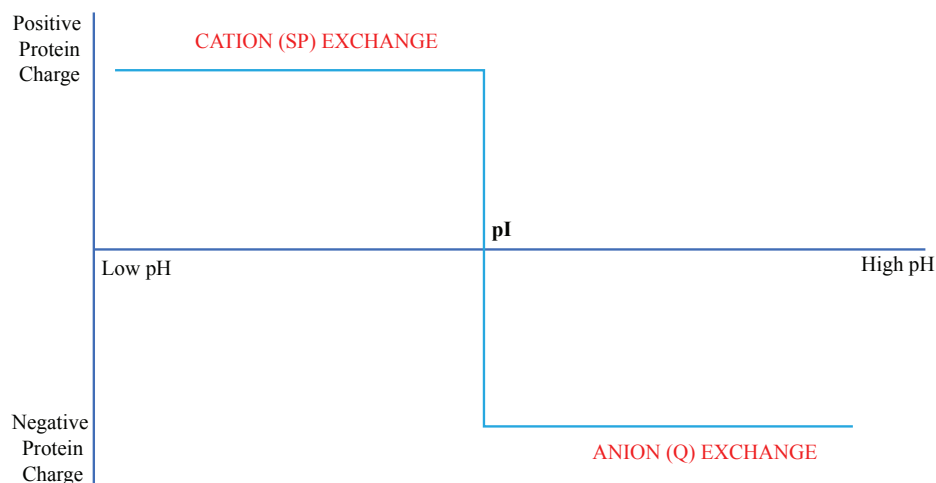 Positive
Protein
Charge
CATION (SP) EXCHANGE
pI
Low pH
High pH
Negative
Protein
Charge
ANION (Q) EXCHANGE